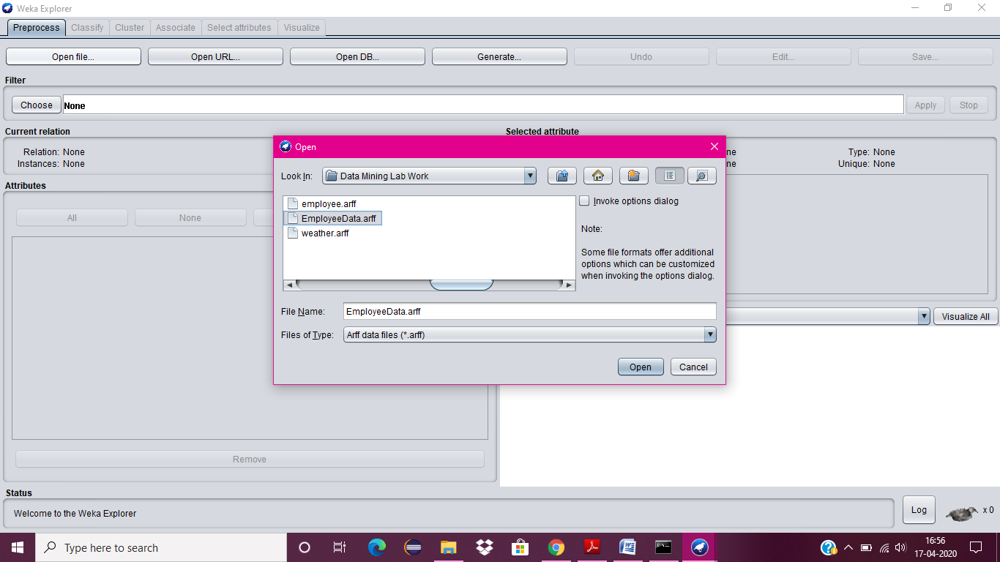 Weka Explorer
Preprocess Classify Cluster Associate Select attributes Visualize
Open file... Open URL... Open DB... Generate... Undo Edit... Save...
Filter
Choose None Apply Stop
Current relation
Relation: None
Instances: None
Selected attribute
ne Type: None
ne Unique: None
Attributes
All None
Open
Look In: Data Mining Lab Work
employee.arff
EmployeeData.arff
weather.arff
Invoke options dialog
Note:
Some file formats offer additional
options which can be customized
when invoking the options dialog.
File Name: EmployeeData.arff
Files of Type: Arff data files (*.arff)
Open Cancel
Visualize All
Remove
Status
Welcome to the Weka Explorer
Log x 0
Type here to search
16:56
17-04-2020